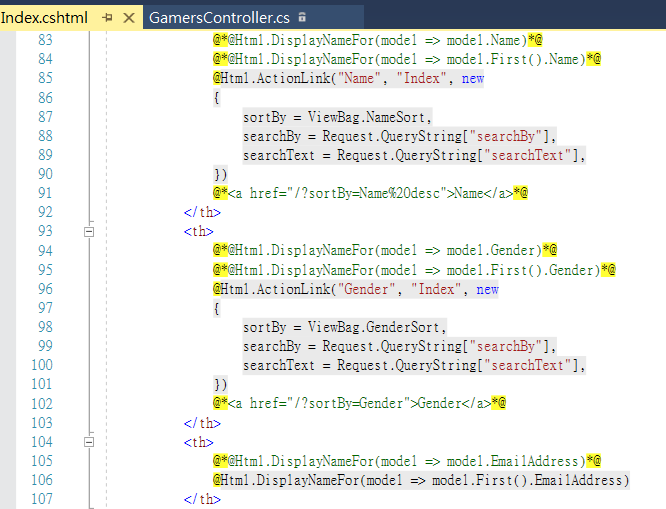 Index.cshtml GamersController.cs
83 @*@Html.DisplayNameFor(model => model.Name)*@
84 @*@Html.DisplayNameFor(model => model.First().Name)*@
85 @Html.ActionLink("Name", "Index", new
86 {
87 sortBy = ViewBag.NameSort,
88 searchBy = Request.QueryString["searchBy"],
89 searchText = Request.QueryString["searchText"],
90 })
91 @*<a href="/?sortBy=Name%20desc">Name</a>*@
92 </th>
93 <th>
94 @*@Html.DisplayNameFor(model => model.Gender)*@
95 @*@Html.DisplayNameFor(model => model.First().Gender)*@
96 @Html.ActionLink("Gender", "Index", new
97 {
98 sortBy = ViewBag.GenderSort,
99 searchBy = Request.QueryString["searchBy"],
100 searchText = Request.QueryString["searchText"],
101 })
102 @*<a href="/?sortBy=Gender">Gender</a>*@
103 </th>
104 <th>
105 @*@Html.DisplayNameFor(model => model.EmailAddress)*@
106 @Html.DisplayNameFor(model => model.First().EmailAddress)
107 </th>